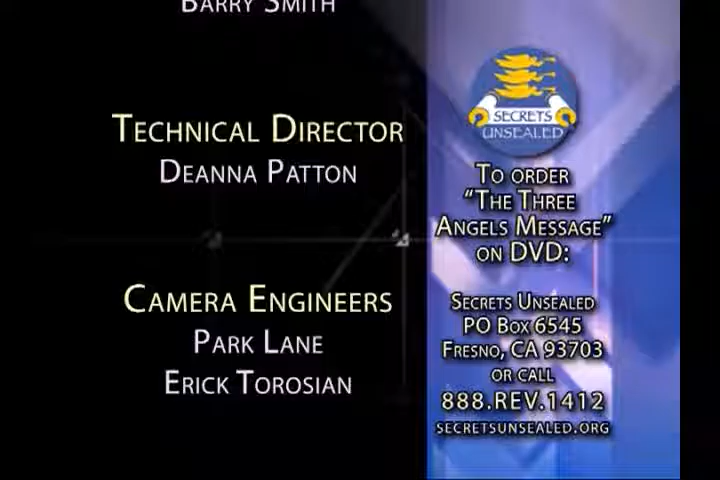 BARRY SMITH
TECHNICAL DIRECTOR
DEANNA PATTON
CAMERA ENGINEERS
PARK LANE
ERICK TOROSIAN
SECRETS
UNSEALED
TO ORDER
“THE THREE
ANGELS MESSAGE”
ON DVD:
SECRETS UNSEALED
PO BOX 6545
FRESNO, CA 93703
OR CALL
888.REV.1412
SECRETSUNSEALED.ORG